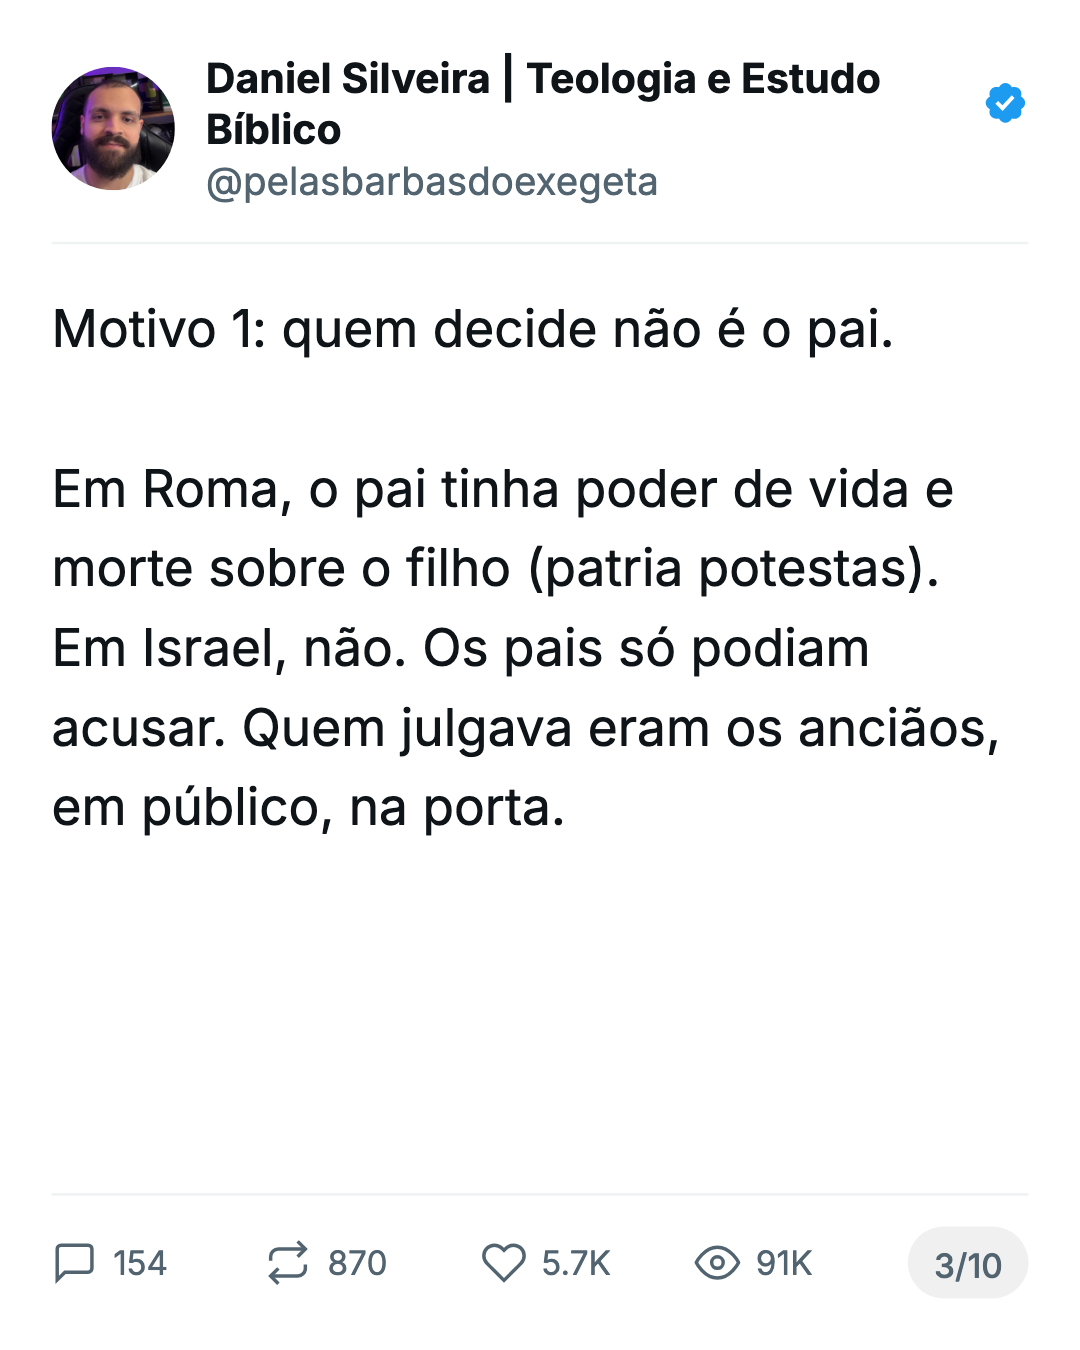 Daniel Silveira | Teologia e Estudo
Bíblico
@pelasbarbasdoexegeta
Motivo 1: quem decide não é o pai.
Em Roma, o pai tinha poder de vida e
morte sobre o filho (patria potestas).
Em Israel, não. Os pais só podiam
acusar. Quem julgava eram os anciãos,
em público, na porta.
154 870 5.7K 91K 3/10